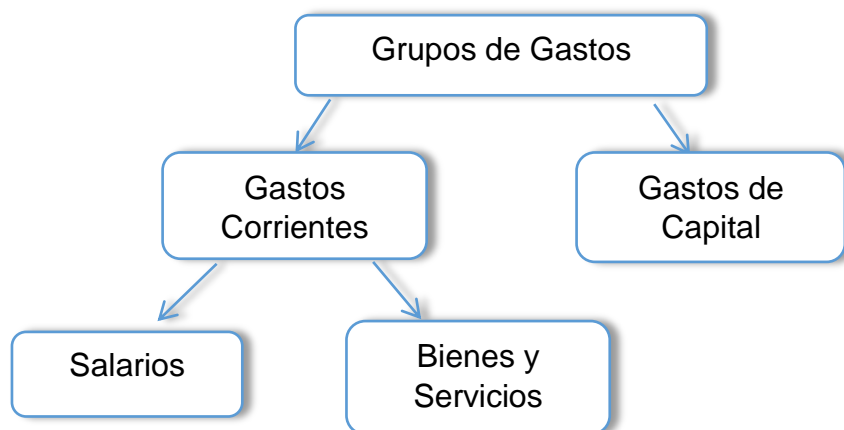 Grupos de Gastos
Gastos
Corrientes
Gastos de
Capital
Salarios
Bienes y
Servicios